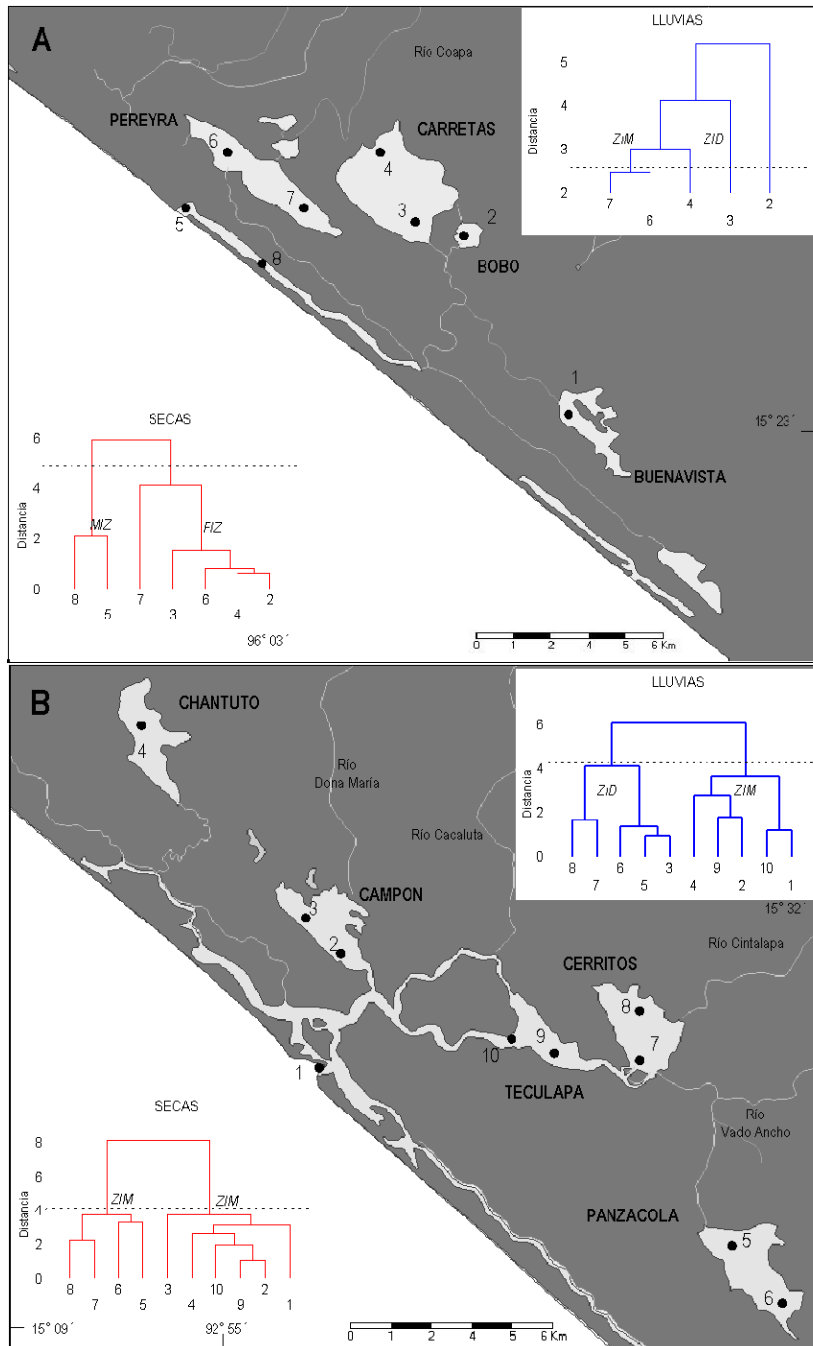 A
Río Coapa
PEREYRA
CARRETAS
6
4
7
3
2
5
BOBO
8
1
15° 23´
BUENAVISTA
LLUVIAS
Distancia
5
4
3
2
ZiM
ZID
7
4
3
2
6
SECAS
Distancia
6
4
2
0
MIZ
FIZ
8
7
6
2
5
3
4
96° 03´
0 1 2 3 4 5 6 Km
B
CHANTUTO
4
Río
Dona María
Río Cacaluta
CAMPON
3
2
CERRITOS
Río Cintalapa
8
7
9
10
1
TECULAPA
Río
Vado Ancho
PANZACOLA
5
6
LLUVIAS
Distancia
6
4
2
0
ZiD
ZIM
8
6
3
4
2
10
7
5
9
1
15° 32´
SECAS
Distancia
8
6
4
2
0
ZIM
ZIM
8
6
3
10
2
7
5
4
9
1
15° 09´
92° 55´
0 1 2 3 4 5 6 Km